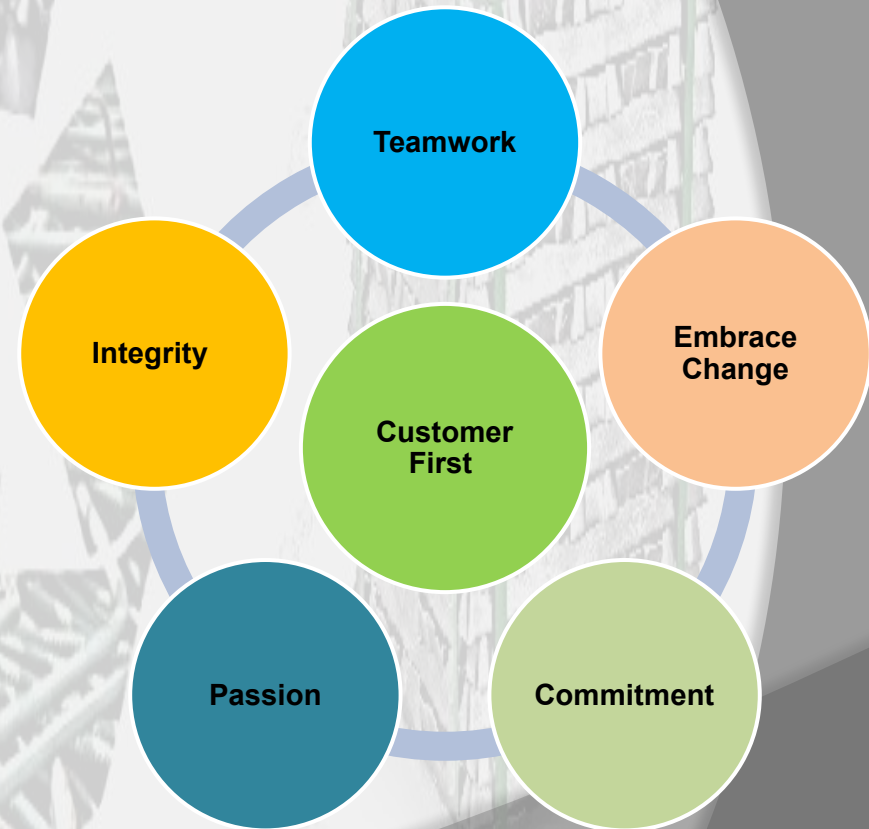 Teamwork
Integrity
Embrace
Change
Customer
First
Passion
Commitment